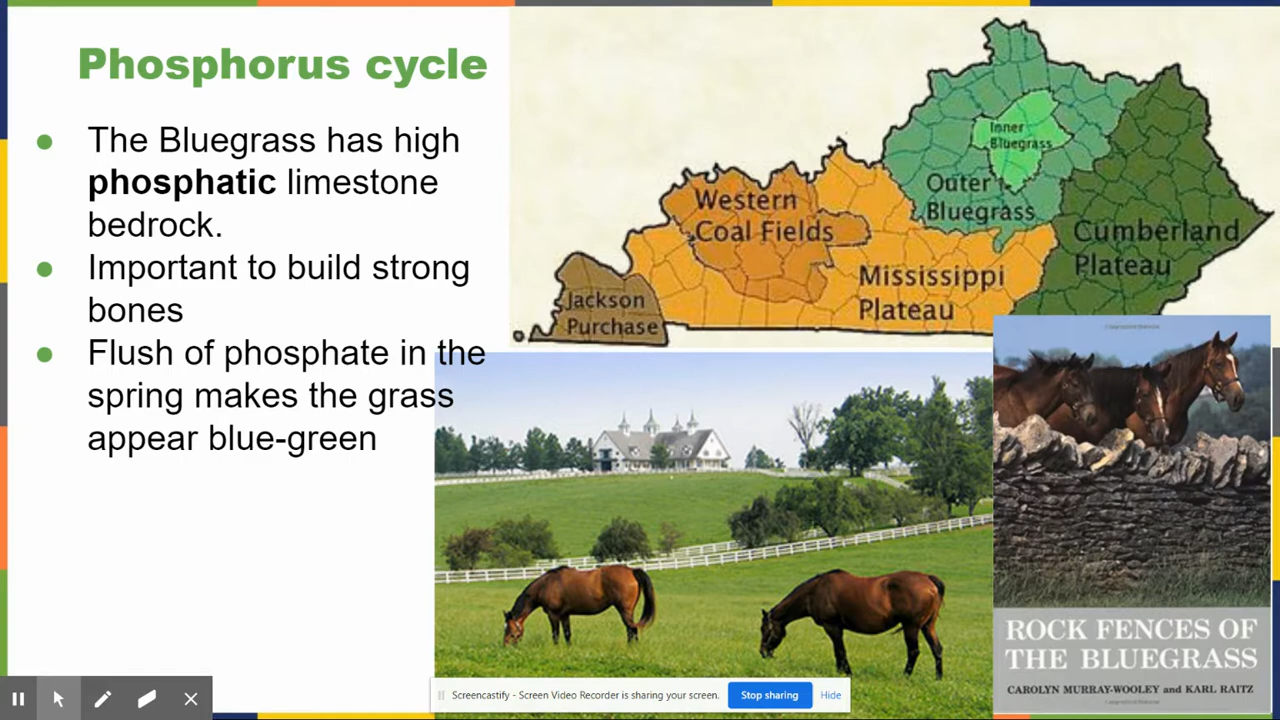 Phosphorus cycle
The Bluegrass has high
phosphatic limestone
bedrock.
Important to build strong
bones
Flush of phosphate in the
spring makes the grass
appear blue-green
Inner
Bluegrass
Outer
Bluegrass
Western
Coal Fields
Cumberland
Plateau
Mississippi
Plateau
Jackson
Purchase
ROCK FENCES OF
THE BLUEGRASS
CAROLYN MURRAY-WOOLEY and KARL RAITZ
Screencastify - Screen Video Recorder is sharing your screen.
Stop sharing
Hide